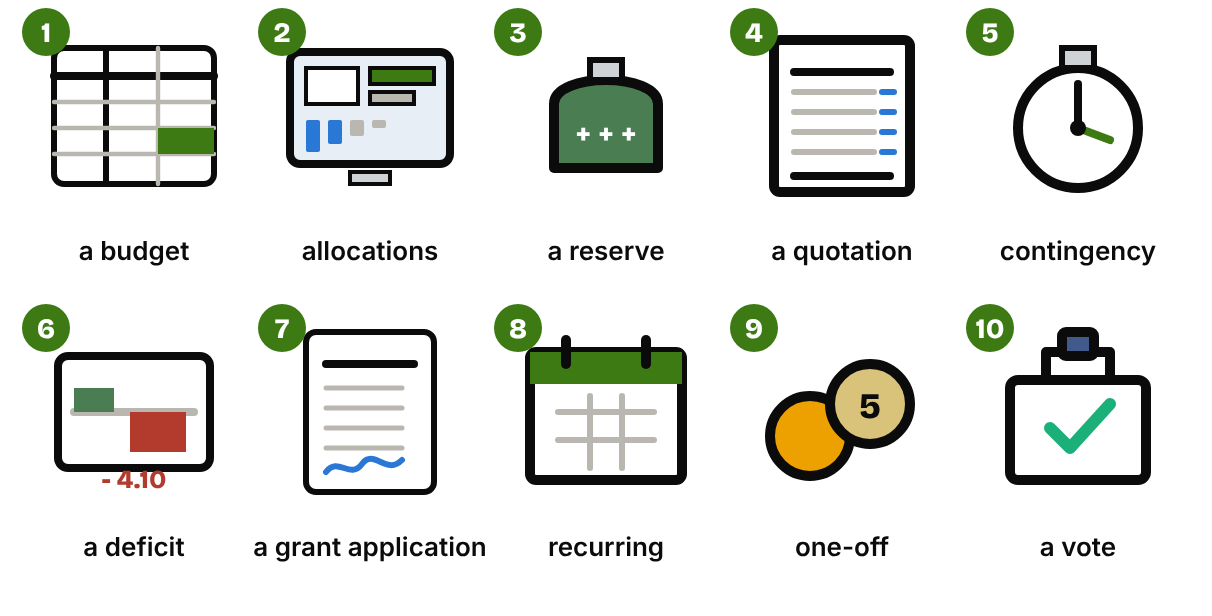 1
2
3
4
5
+ + +
a budget
allocations
a reserve
a quotation
contingency
6
7
8
9
10
5
- 4.10
a deficit
a grant application
recurring
one-off
a vote